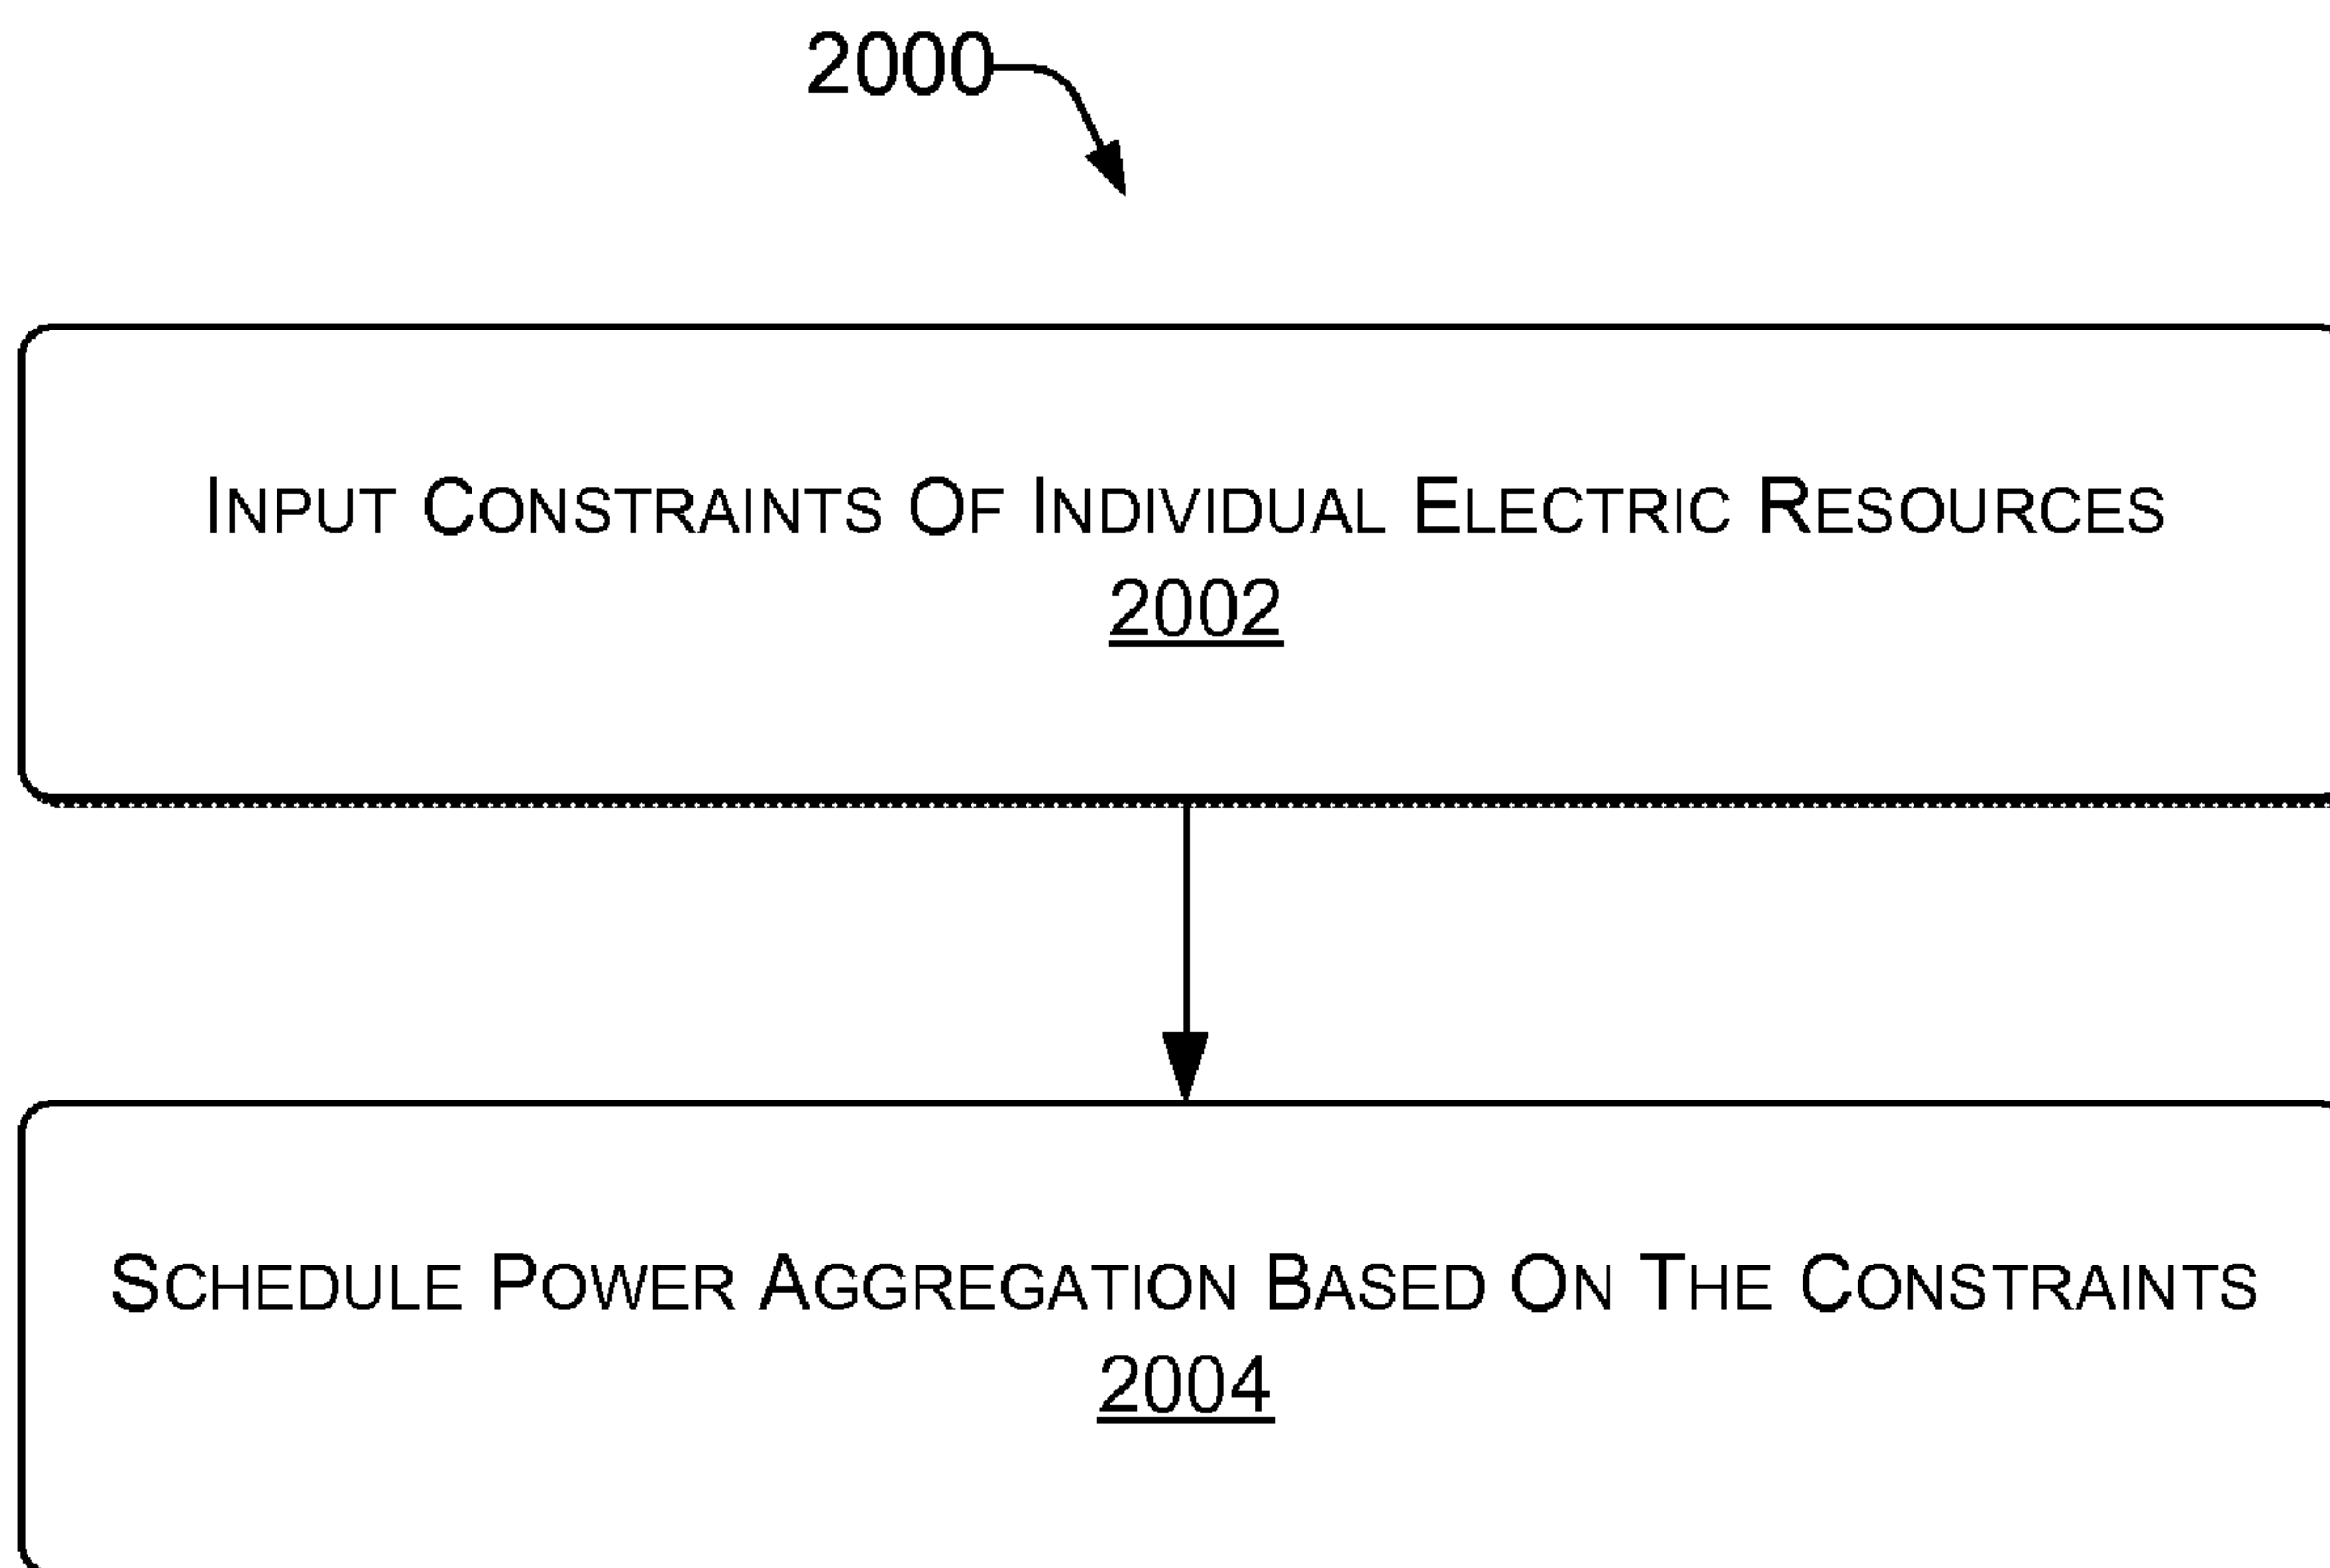 2000
Input Constraints Of Individual Electric Resources
2002
Schedule Power Aggregation Based On The Constraints
2004